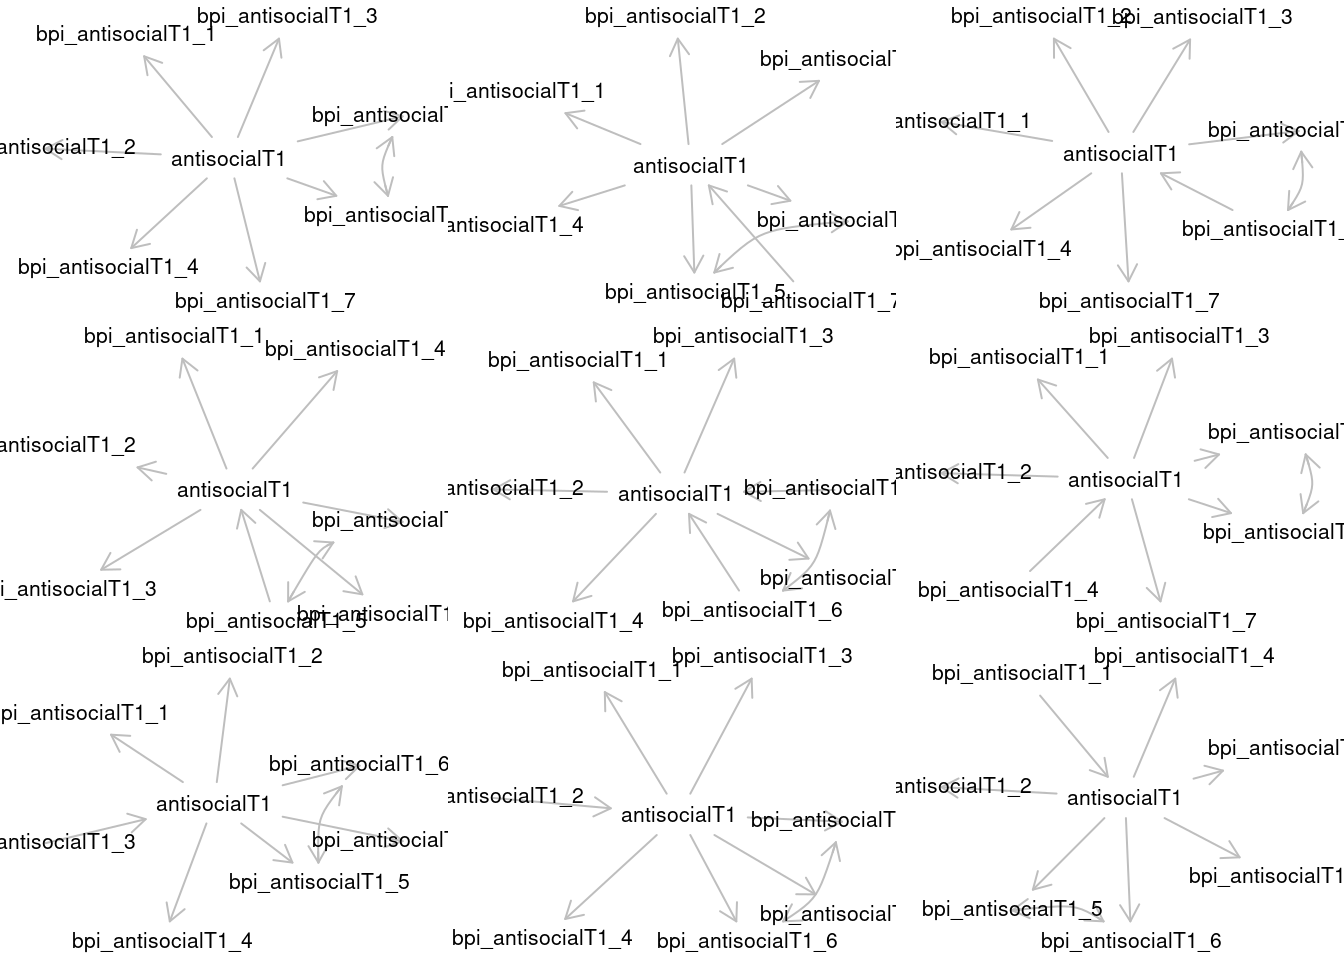 bpi_antisocialT1_3
bpi_antisocialT1_1
bpi_antisocialT
antisocialT1_2
antisocialT1
bpi_antisocialT
bpi_antisocialT1_4
bpi_antisocialT1_7
bpi_antisocialT1_2
bpi_antisocialT
i_antisocialT1_1
antisocialT1
bpi_antisocialT
antisocialT1_4
bpi_antisocialT1_5
bpi_antisocialT1_7
bpi_antisocialT1_2
bpi_antisocialT1_3
antisocialT1_1
bpi_antisocialT
antisocialT1
bpi_antisocialT1_
bpi_antisocialT1_4
bpi_antisocialT1_7
bpi_antisocialT1_1
bpi_antisocialT1_4
antisocialT1_2
antisocialT1
bpi_antisocialT
i_antisocialT1_3
bpi_antisocialT1_5
bpi_antisocialT1
bpi_antisocialT1_3
bpi_antisocialT1_1
antisocialT1_2
antisocialT1
bpi_antisocialT1
bpi_antisocialT
bpi_antisocialT1_6
bpi_antisocialT1_4
bpi_antisocialT1_3
bpi_antisocialT1_1
bpi_antisocialT
antisocialT1_2
antisocialT1
bpi_antisocialT
bpi_antisocialT1_4
bpi_antisocialT1_7
bpi_antisocialT1_2
pi_antisocialT1_1
bpi_antisocialT1_6
antisocialT1
antisocialT1_3
bpi_antisocialT
bpi_antisocialT1_5
bpi_antisocialT1_4
bpi_antisocialT1_3
bpi_antisocialT1_1
antisocialT1_2
antisocialT1
bpi_antisocialT
bpi_antisocialT
bpi_antisocialT1_4
bpi_antisocialT1_6
bpi_antisocialT1_4
bpi_antisocialT1_1
bpi_antisocialT
antisocialT1_2
antisocialT1
bpi_antisocialT1
bpi_antisocialT1_5
bpi_antisocialT1_6